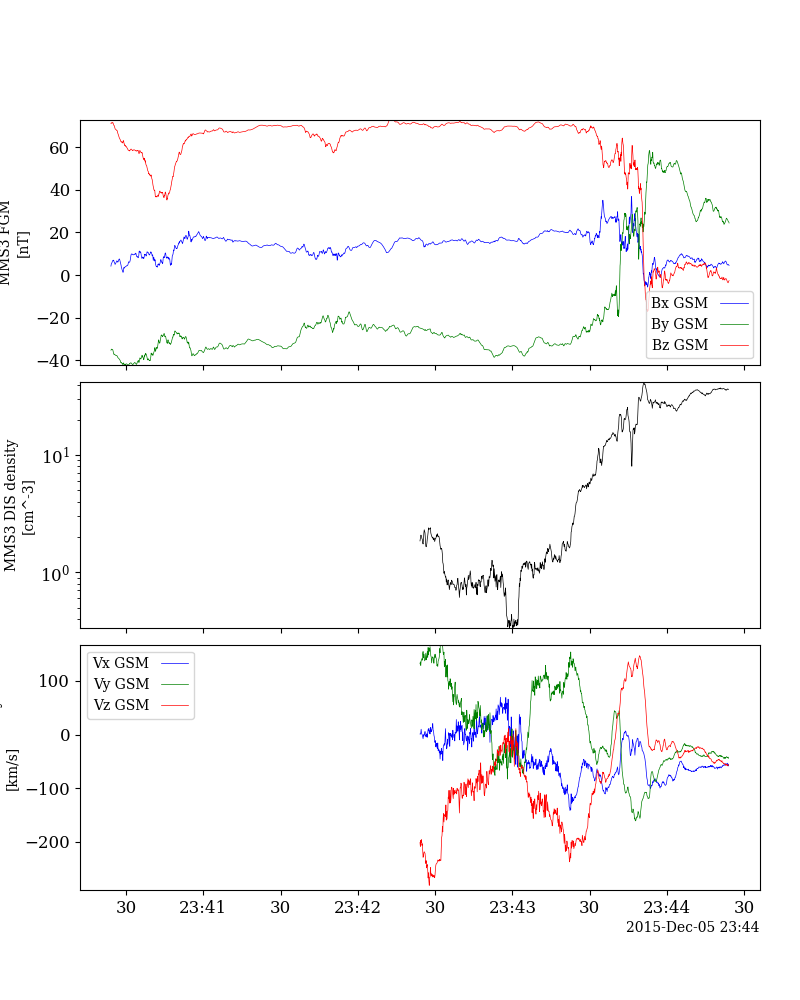 60
40
20
0
−20
−40
MMS3 FGM
[nT]
Bx GSM
By GSM
Bz GSM
10^1
10^0
MMS3 DIS density
[cm^-3]
Vx GSM
Vy GSM
Vz GSM
100
0
−100
−200
[km/s]
30
23:41
30
23:42
30
23:43
30
23:44
30
2015-Dec-05 23:44